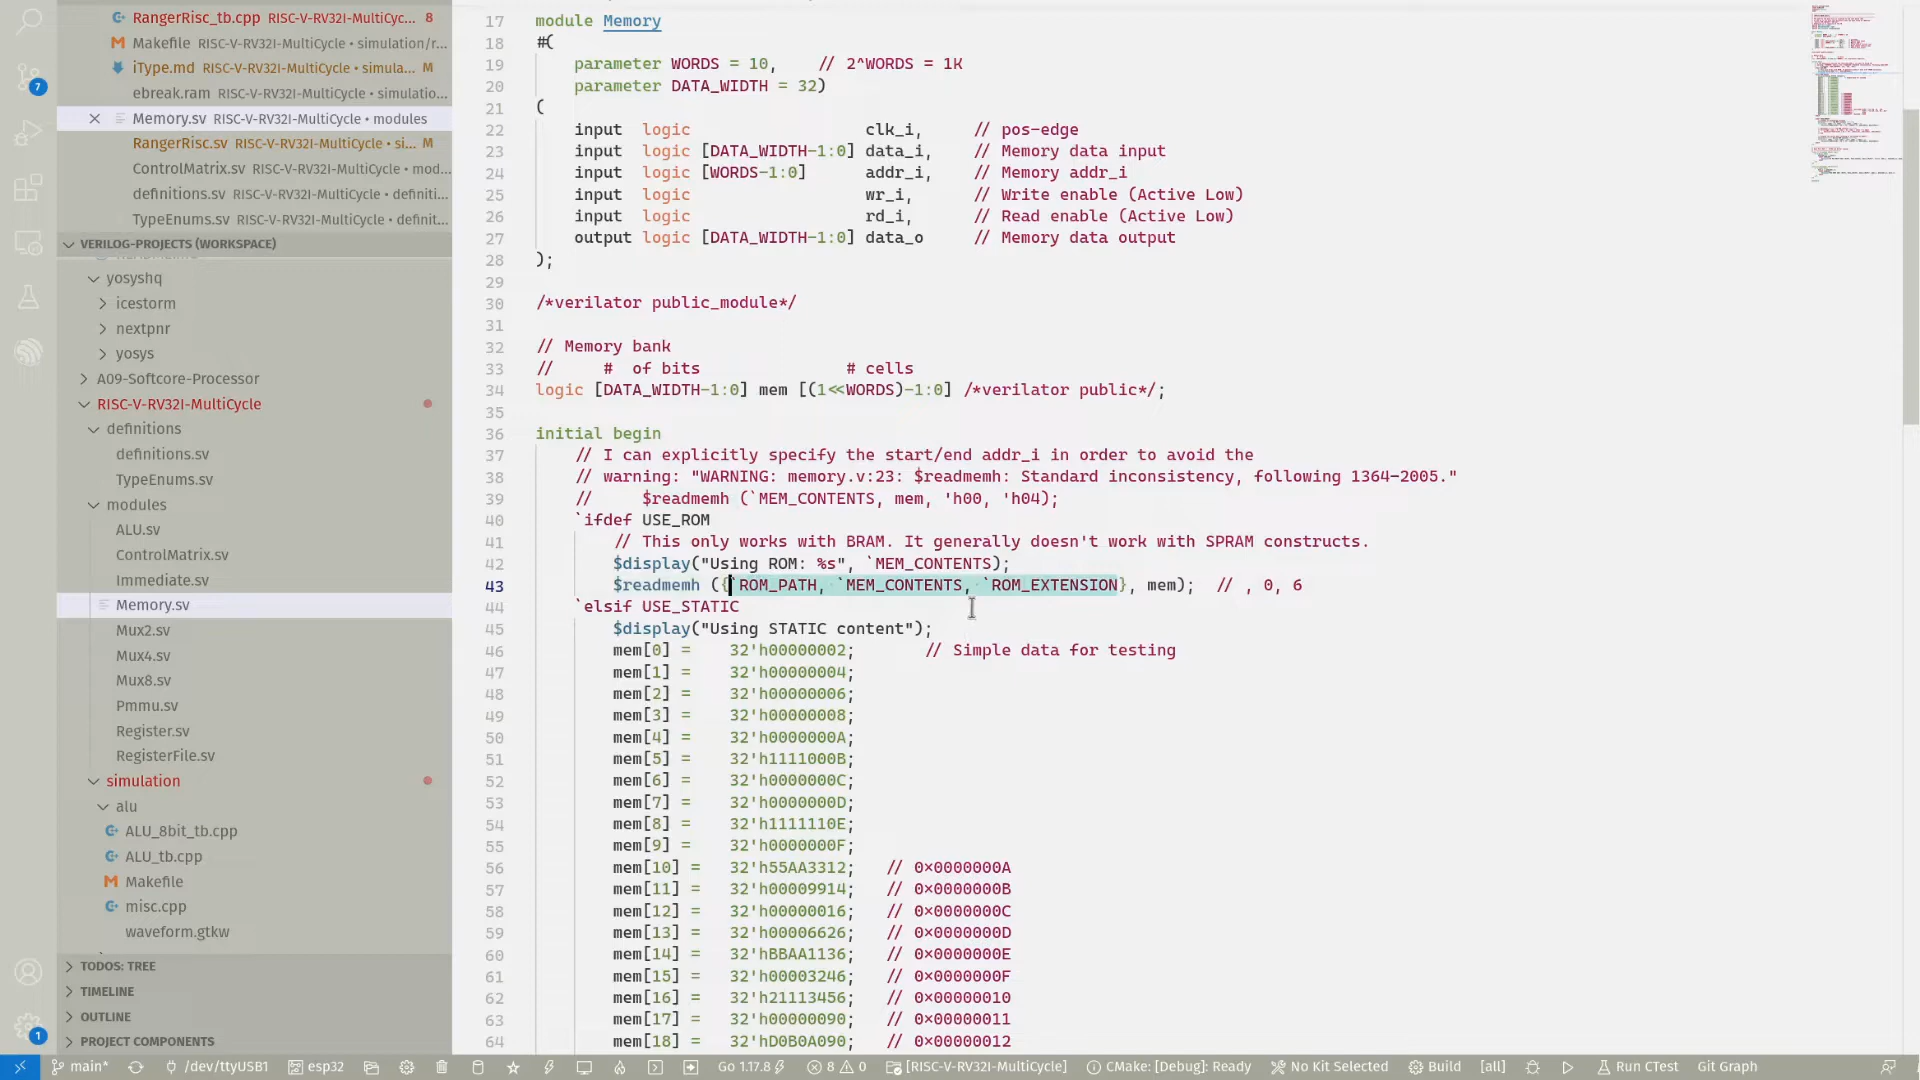 RangerRisc_tb.cpp RISC-V-RV32I-MultiCyc... 8
Makefile RISC-V-RV32I-MultiCycle • simulation/r...
iType.md RISC-V-RV32I-MultiCycle • simula... M
ebreak.ram RISC-V-RV32I-MultiCycle • simulatio...
Memory.sv RISC-V-RV32I-MultiCycle • modules
RangerRisc.sv RISC-V-RV32I-MultiCycle • si... M
ControlMatrix.sv RISC-V-RV32I-MultiCycle • mod...
definitions.sv RISC-V-RV32I-MultiCycle • definiti...
TypeEnums.sv RISC-V-RV32I-MultiCycle • definit...
VERILOG-PROJECTS (WORKSPACE)
yosyshq
icestorm
nextpnr
yosys
A09-Softcore-Processor
RISC-V-RV32I-MultiCycle
definitions
definitions.sv
TypeEnums.sv
modules
ALU.sv
ControlMatrix.sv
Immediate.sv
Memory.sv
Mux2.sv
Mux4.sv
Mux8.sv
Pmmu.sv
Register.sv
RegisterFile.sv
simulation
alu
ALU_8bit_tb.cpp
ALU_tb.cpp
Makefile
misc.cpp
waveform.gtkw
TODOS: TREE
TIMELINE
OUTLINE
PROJECT COMPONENTS
7
1
17 module Memory
18 #(
19 parameter WORDS = 10, // 2^WORDS = 1K
20 parameter DATA_WIDTH = 32)
21 (
22 input logic clk_i, // pos-edge
23 input logic [DATA_WIDTH-1:0] data_i, // Memory data input
24 input logic [WORDS-1:0] addr_i, // Memory addr_i
25 input logic wr_i, // Write enable (Active Low)
26 input logic rd_i, // Read enable (Active Low)
27 output logic [DATA_WIDTH-1:0] data_o // Memory data output
28 );
29
30 /*verilator public_module*/
31
32 // Memory bank
33 // # of bits # cells
34 logic [DATA_WIDTH-1:0] mem [(1<<WORDS)-1:0] /*verilator public*/;
35
36 initial begin
37 // I can explicitly specify the start/end addr_i in order to avoid the
38 // warning: "WARNING: memory.v:23: $readmemh: Standard inconsistency, following 1364-2005."
39 // $readmemh (`MEM_CONTENTS, mem, 'h00, 'h04);
40 `ifdef USE_ROM
41 // This only works with BRAM. It generally doesn't work with SPRAM constructs.
42 $display("Using ROM: %s", `MEM_CONTENTS);
43 $readmemh ({`ROM_PATH, `MEM_CONTENTS, `ROM_EXTENSION}, mem); // , 0, 6
44 `elsif USE_STATIC
45 $display("Using STATIC content");
46 mem[0] = 32'h00000002; // Simple data for testing
47 mem[1] = 32'h00000004;
48 mem[2] = 32'h00000006;
49 mem[3] = 32'h00000008;
50 mem[4] = 32'h0000000A;
51 mem[5] = 32'h1111000B;
52 mem[6] = 32'h0000000C;
53 mem[7] = 32'h0000000D;
54 mem[8] = 32'h1111110E;
55 mem[9] = 32'h0000000F;
56 mem[10] = 32'h55AA3312; // 0x0000000A
57 mem[11] = 32'h00009914; // 0x0000000B
58 mem[12] = 32'h00000016; // 0x0000000C
59 mem[13] = 32'h00006626; // 0x0000000D
60 mem[14] = 32'hBBAA1136; // 0x0000000E
61 mem[15] = 32'h00003246; // 0x0000000F
62 mem[16] = 32'h21113456; // 0x00000010
63 mem[17] = 32'h00000090; // 0x00000011
64 mem[18] = 32'hD0B0A090; // 0x00000012
main* /dev/ttyUSB1 esp32 Go 1.17.8 8 0 [RISC-V-RV32I-MultiCycle] CMake: [Debug]: Ready No Kit Selected Build [all] Run CTest Git Graph